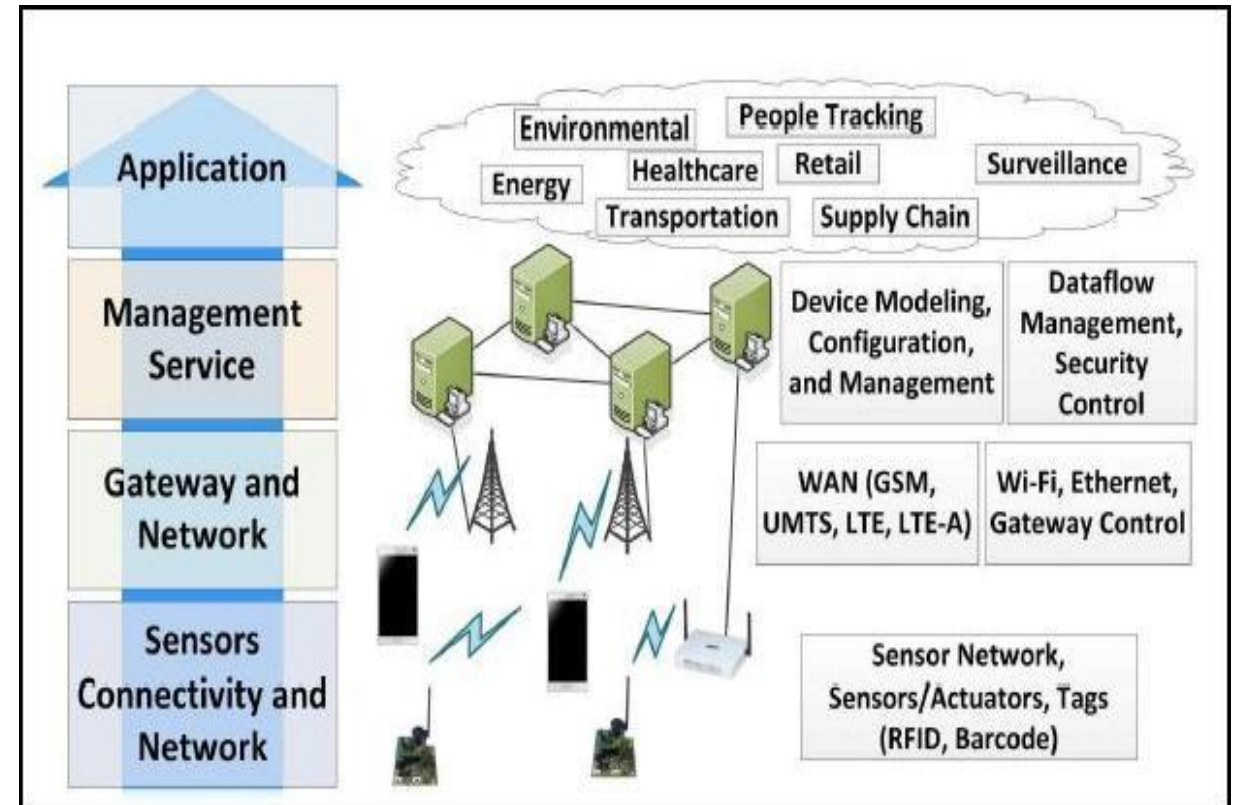 Application
Environmental
People Tracking
Energy
Healthcare
Retail
Surveillance
Transportation
Supply Chain
Management
Service
Device Modeling,
Configuration,
and Management
Dataflow
Management,
Security
Control
Gateway and
Network
WAN (GSM,
UMTS, LTE, LTE-A)
Wi-Fi, Ethernet,
Gateway Control
Sensors
Connectivity and
Network
Sensor Network,
Sensors/Actuators, Tags
(RFID, Barcode)